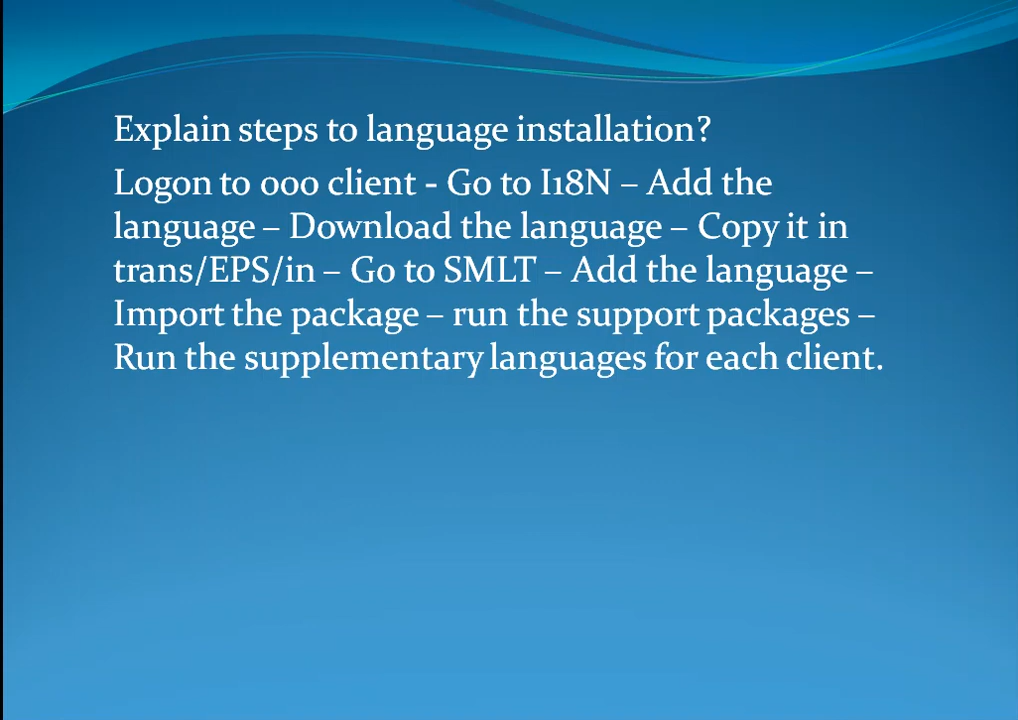 Explain steps to language installation?
Logon to 000 client - Go to I18N – Add the
language – Download the language – Copy it in
trans/EPS/in – Go to SMLT – Add the language –
Import the package – run the support packages –
Run the supplementary languages for each client.